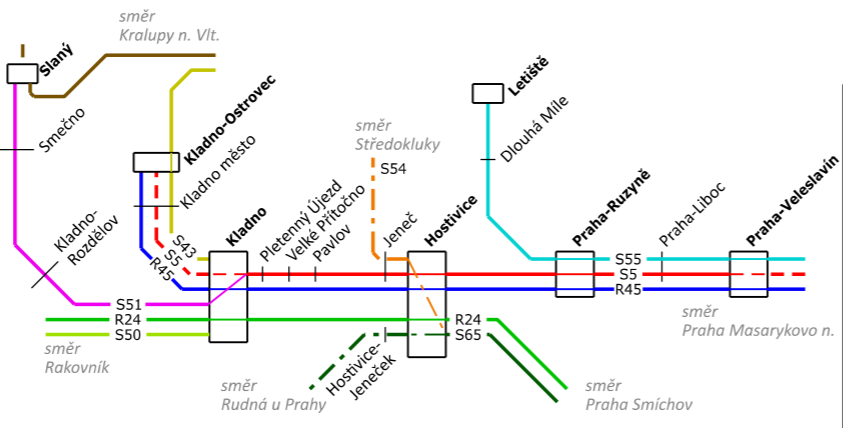 směr
Kralupy n. Vlt.
Slaný
Smečno
Kladno-
Rozdělov
Kladno-Ostrovec
Kladno město
S43
S5
R45
Kladno
Pletenný Újezd
Velké Přítočno
Pavlov
směr
Středokluky
S54
Jeneč
Hostivice
Letiště
Dlouhá Míle
Praha-Ruzyně
Praha-Liboc
Praha-Veleslavín
S55
S5
R45
směr
Praha Masarykovo n.
S51
R24
S50
směr
Rakovník
R24
S65
Hostivice-
Jeneček
směr
Rudná u Prahy
směr
Praha Smíchov